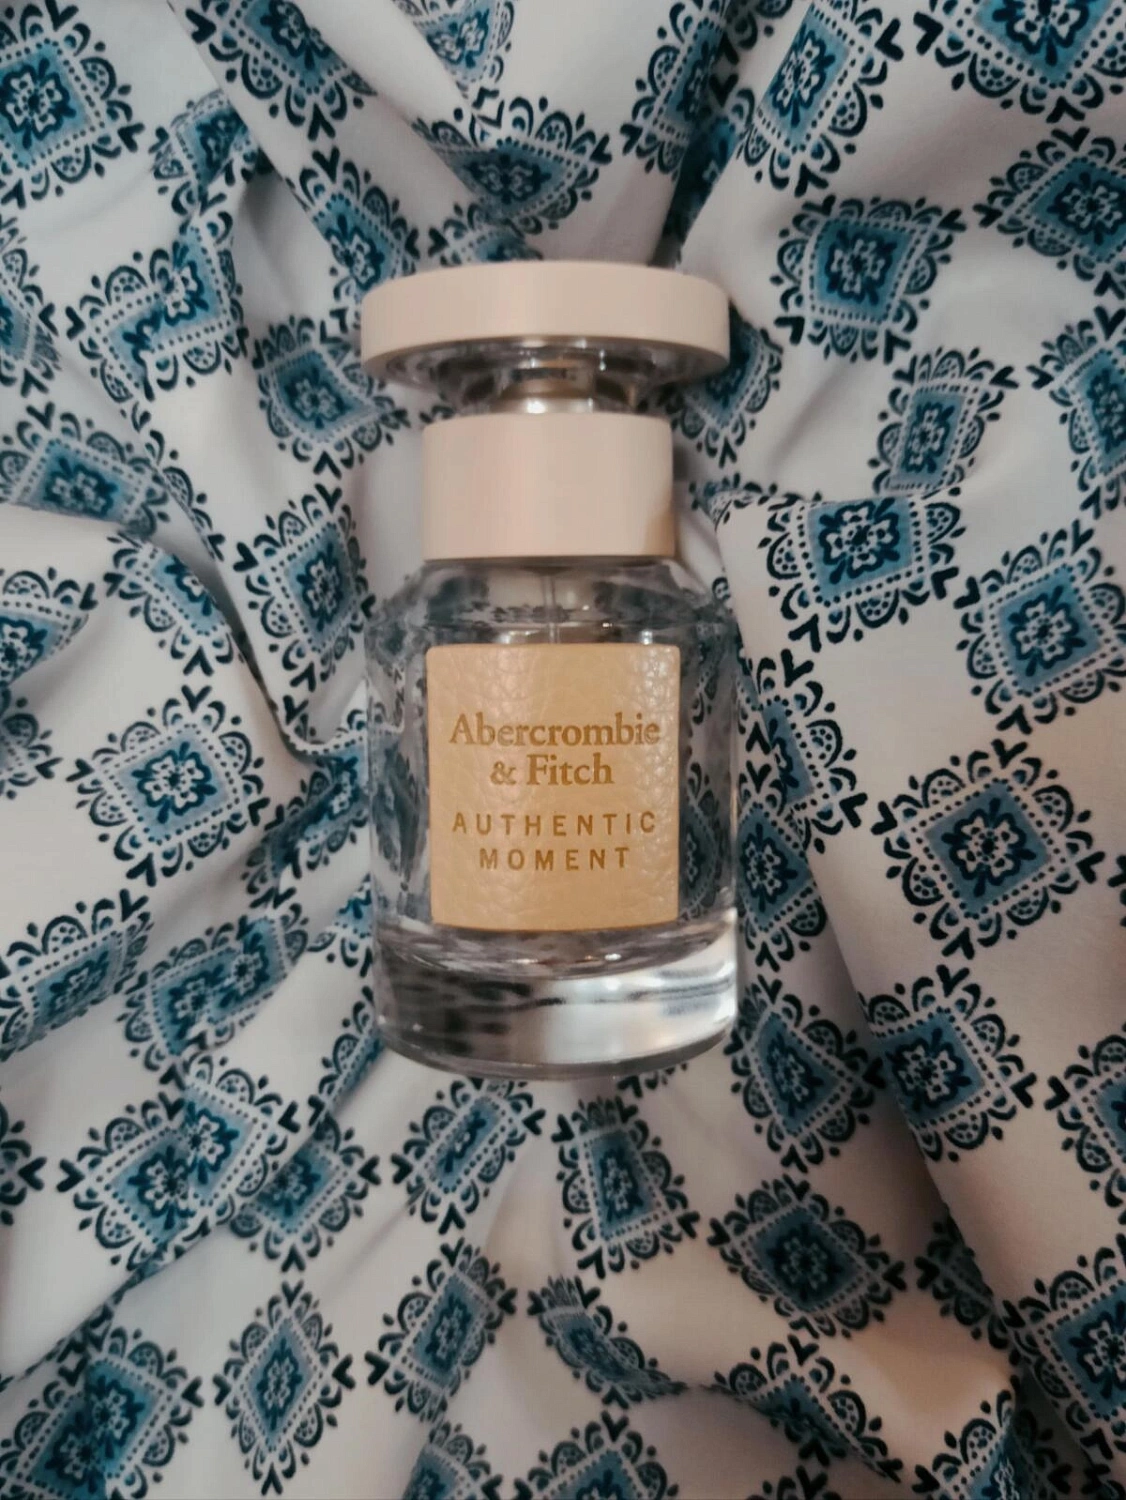 Abercrombie
& Fitch
AUTHENTIC
MOMENT